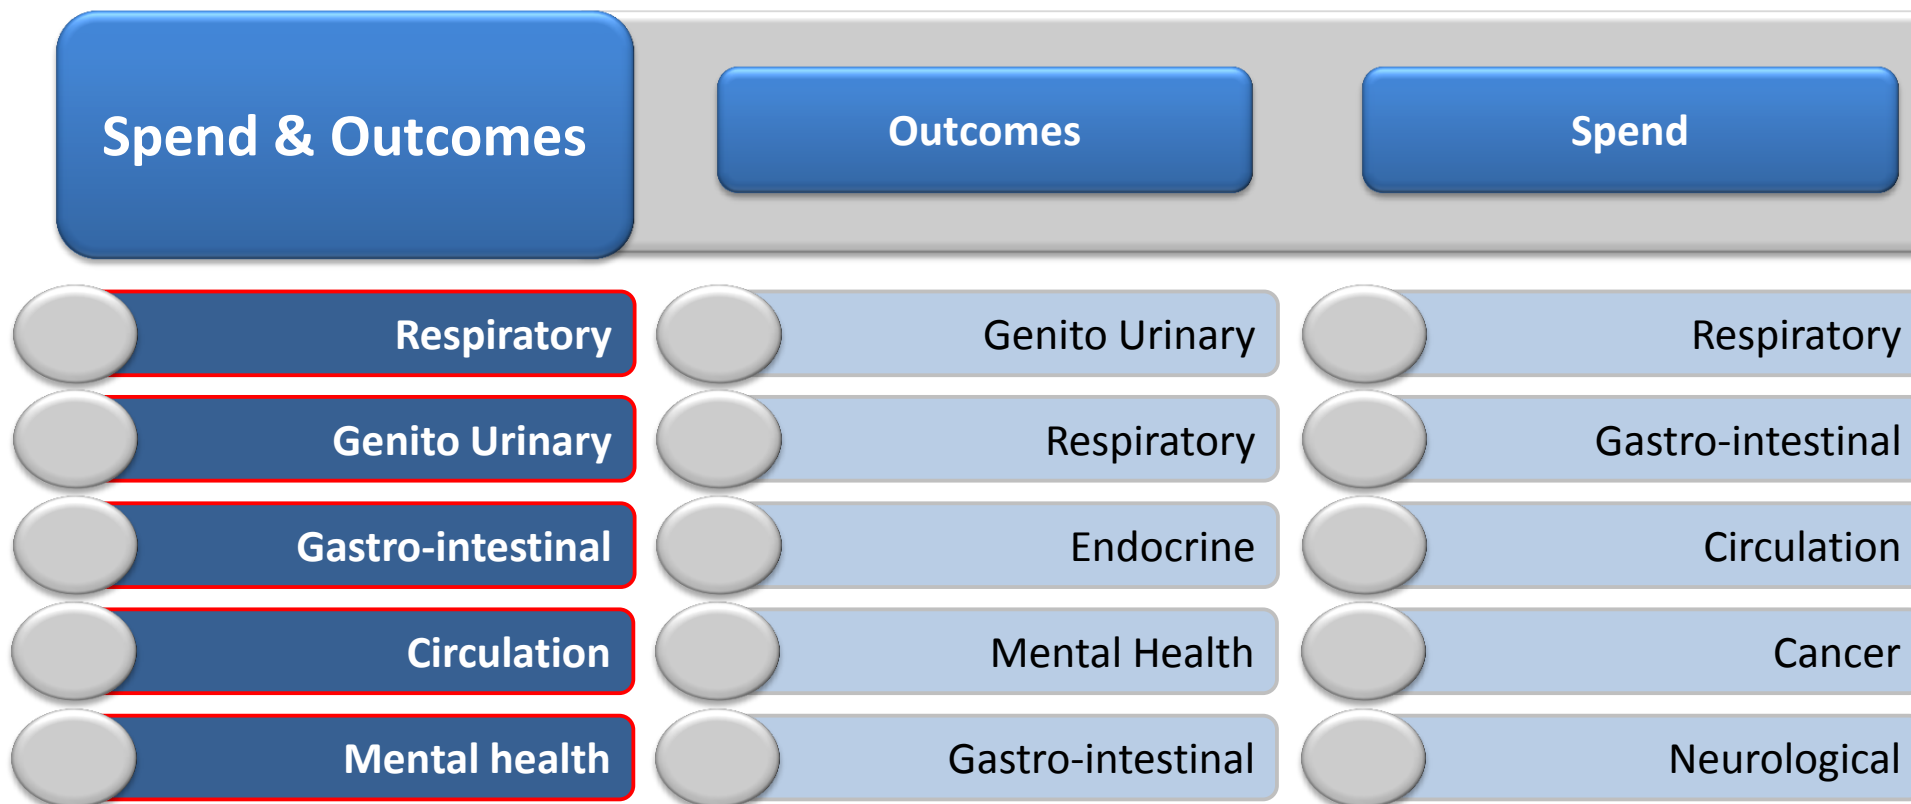 Spend & Outcomes
Outcomes
Spend
Respiratory
Genito Urinary
Respiratory
Genito Urinary
Respiratory
Gastro-intestinal
Gastro-intestinal
Endocrine
Circulation
Circulation
Mental Health
Cancer
Mental health
Gastro-intestinal
Neurological